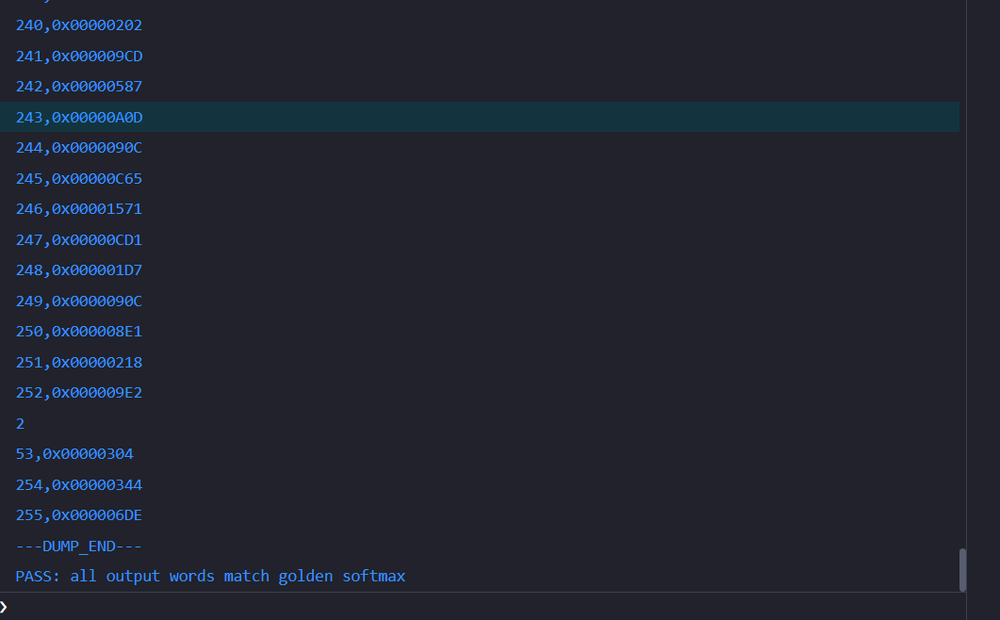 240,0x00000202
241,0x000009CD
242,0x00000587
243,0x00000A0D
244,0x0000090C
245,0x00000C65
246,0x00001571
247,0x00000CD1
248,0x000001D7
249,0x0000090C
250,0x000008E1
251,0x00000218
252,0x000009E2
2
53,0x00000304
254,0x00000344
255,0x000006DE
---DUMP_END---
PASS: all output words match golden softmax
❯